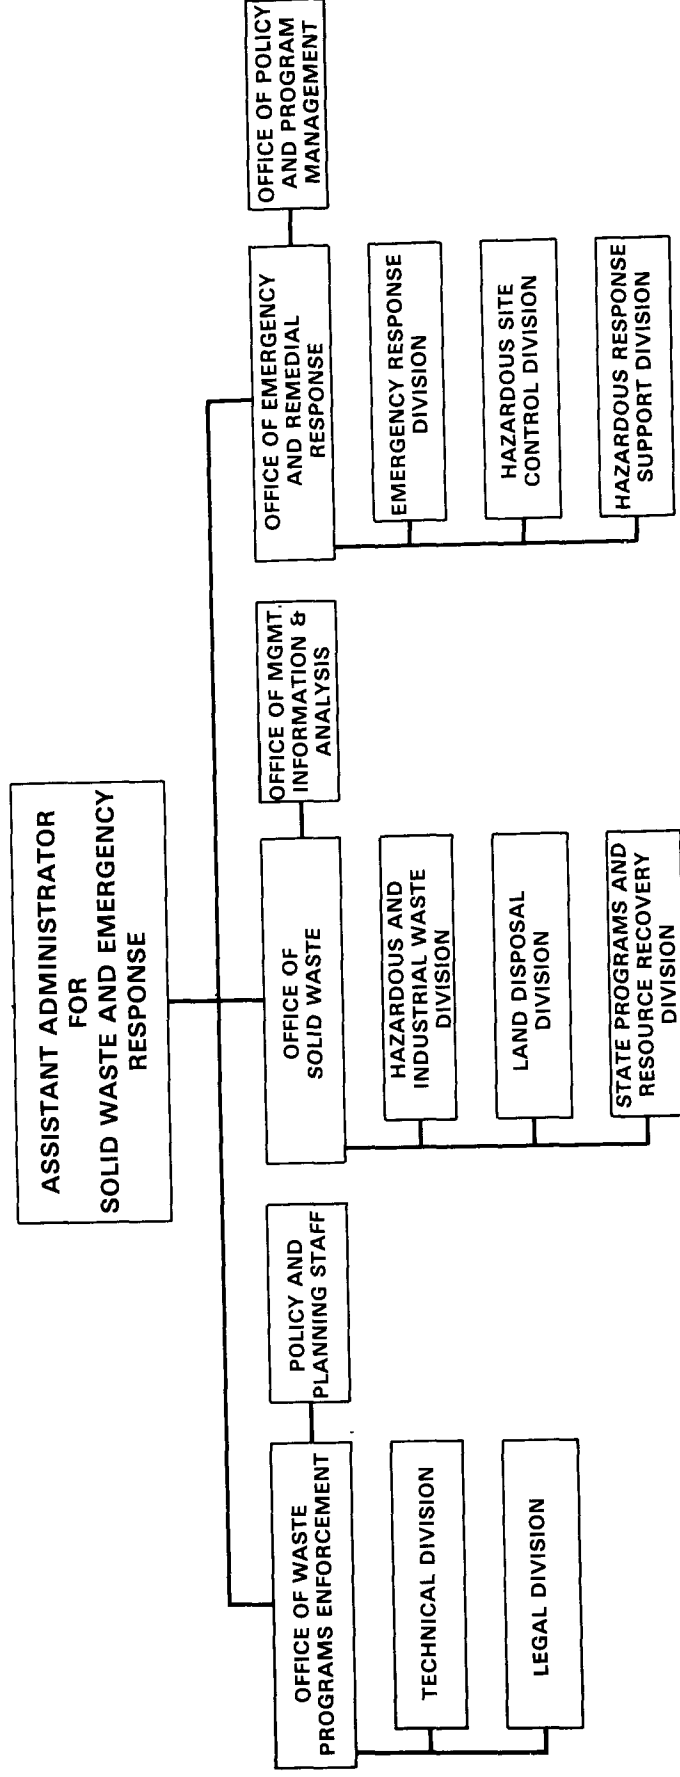 ASSISTANT ADMINISTRATOR
FOR
SOLID WASTE AND EMERGENCY
RESPONSE
OFFICE OF WASTE
PROGRAMS ENFORCEMENT
POLICY AND
PLANNING STAFF
TECHNICAL DIVISION
LEGAL DIVISION
OFFICE OF
SOLID WASTE
OFFICE OF MGMT.
INFORMATION &
ANALYSIS
HAZARDOUS AND
INDUSTRIAL WASTE
DIVISION
LAND DISPOSAL
DIVISION
STATE PROGRAMS AND
RESOURCE RECOVERY
DIVISION
OFFICE OF EMERGENCY
AND REMEDIAL
RESPONSE
OFFICE OF POLICY
AND PROGRAM
MANAGEMENT
EMERGENCY RESPONSE
DIVISION
HAZARDOUS SITE
CONTROL DIVISION
HAZARDOUS RESPONSE
SUPPORT DIVISION